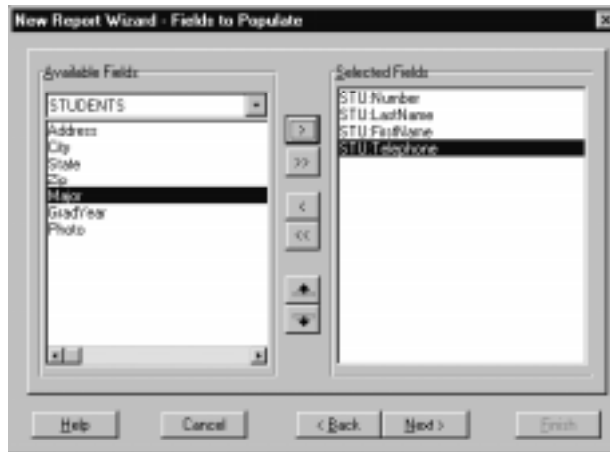 New Report Wizard - Fields to Populate
Available Fields
STUDENTS
Address
City
State
Zip
Major
GradYear
Photo
>
>>
<
<<
Selected Fields
STU:Number
STU:LastName
STU:FirstName
STU:Telephone
Help
Cancel
< Back
Next >
Finish